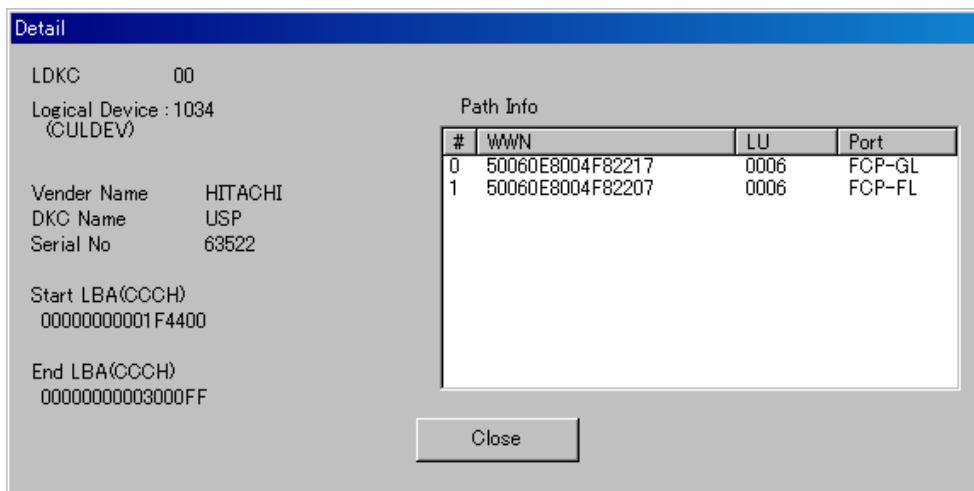 Detail
LDKC 00
Logical Device : 1034
(CULDEV)
Vender Name HITACHI
DKC Name USP
Serial No 63522
Start LBA(CCCH)
00000000001F4400
End LBA(CCCH)
00000000003000FF
Path Info
# WWN LU Port
0 50060E8004F82217 0006 FCP-GL
1 50060E8004F82207 0006 FCP-FL
Close